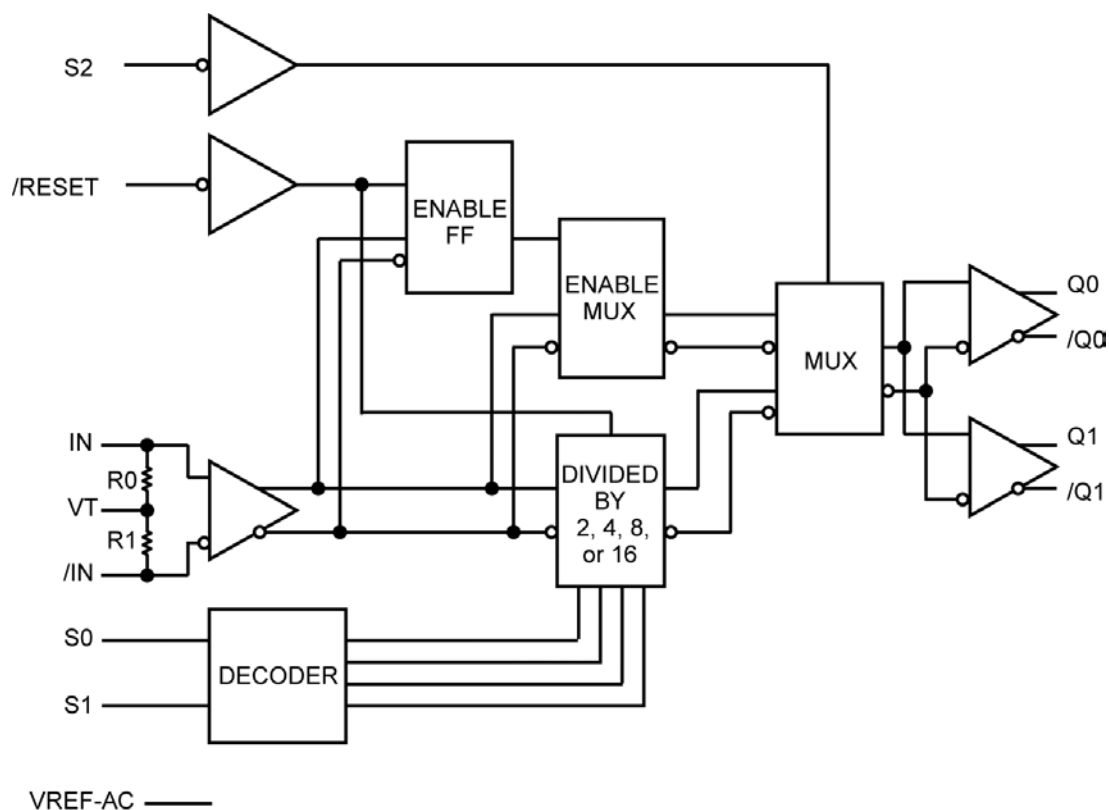 S2
/RESET
ENABLE
FF
ENABLE
MUX
MUX
Q0
/Q0
Q1
/Q1
IN
R0
VT
R1
/IN
DIVIDED
BY
2, 4, 8,
or 16
S0
DECODER
S1
VREF-AC